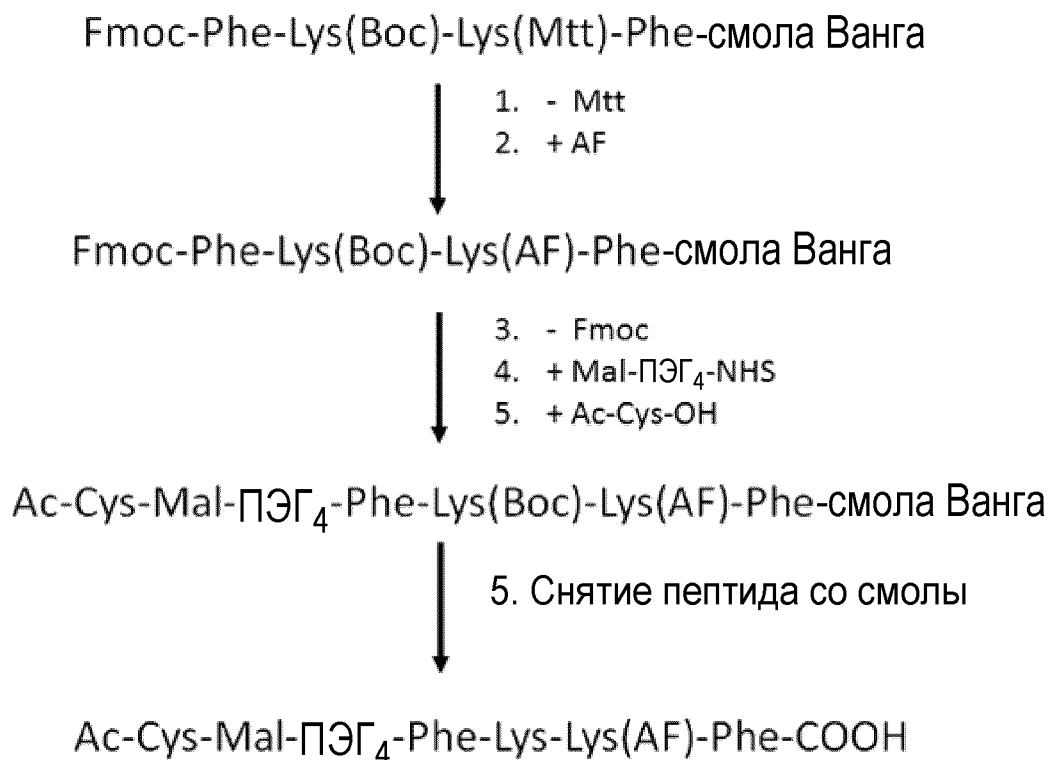 Fmoc-Phe-Lys(Boc)-Lys(Mtt)-Phe-смола Ванга
1. - Mtt
2. + AF
Fmoc-Phe-Lys(Boc)-Lys(AF)-Phe-смола Ванга
3. - Fmoc
4. + Mal-ПЭГ4-NHS
5. + Ac-Cys-OH
Ac-Cys-Mal-ПЭГ4-Phe-Lys(Boc)-Lys(AF)-Phe-смола Ванга
5. Снятие пептида со смолы
Ac-Cys-Mal-ПЭГ4-Phe-Lys-Lys(AF)-Phe-COOH